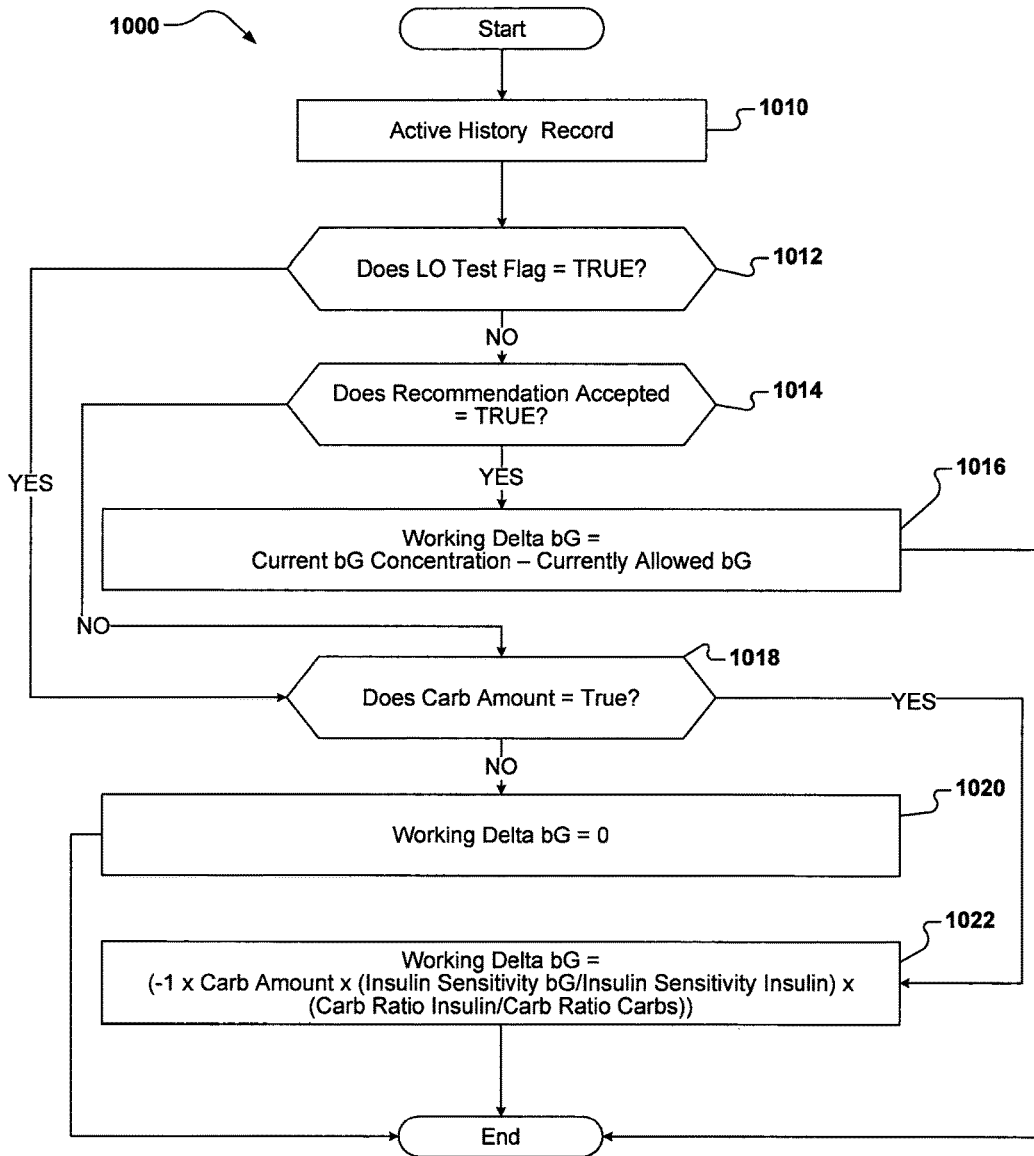 1000
Start
Active History Record
1010
Does LO Test Flag = TRUE?
1012
NO
Does Recommendation Accepted
= TRUE?
1014
YES
YES
1016
Working Delta bG =
Current bG Concentration – Currently Allowed bG
NO
1018
Does Carb Amount = True?
YES
NO
1020
Working Delta bG = 0
1022
Working Delta bG =
(-1 x Carb Amount x (Insulin Sensitivity bG/Insulin Sensitivity Insulin) x
(Carb Ratio Insulin/Carb Ratio Carbs))
End